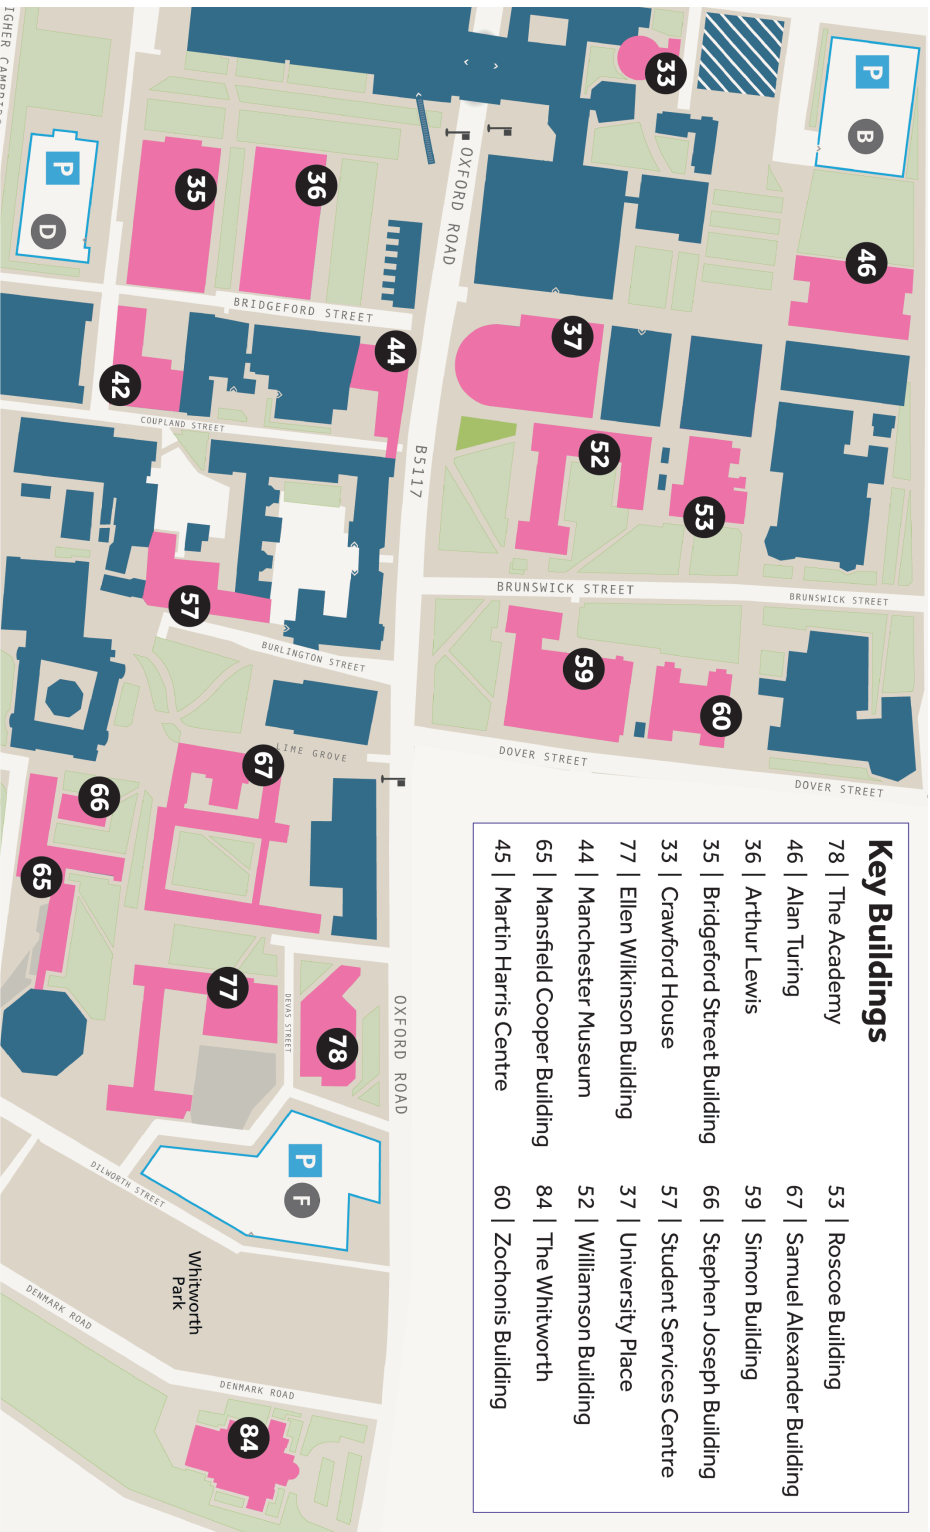 Key Buildings
78 | The Academy
46 | Alan Turing
36 | Arthur Lewis
35 | Bridgeford Street Building
33 | Crawford House
77 | Ellen Wilkinson Building
44 | Manchester Museum
65 | Mansfield Cooper Building
45 | Martin Harris Centre
53 | Roscoe Building
67 | Samuel Alexander Building
59 | Simon Building
66 | Stephen Joseph Building
57 | Student Services Centre
37 | University Place
52 | Williamson Building
84 | The Whitworth
60 | Zochonis Building
P
B
33
46
OXFORD ROAD
36
35
P
D
37
BRIDGEFORD STREET
44
42
COUPLAND STREET
B5117
52
53
BRUNSWICK STREET
BRUNSWICK STREET
57
BURLINGTON STREET
59
60
DOVER STREET
DOVER STREET
LIME GROVE
67
66
65
77
DEVAS STREET
78
OXFORD ROAD
P
F
DILWORTH STREET
Whitworth
Park
DENMARK ROAD
DENMARK ROAD
84